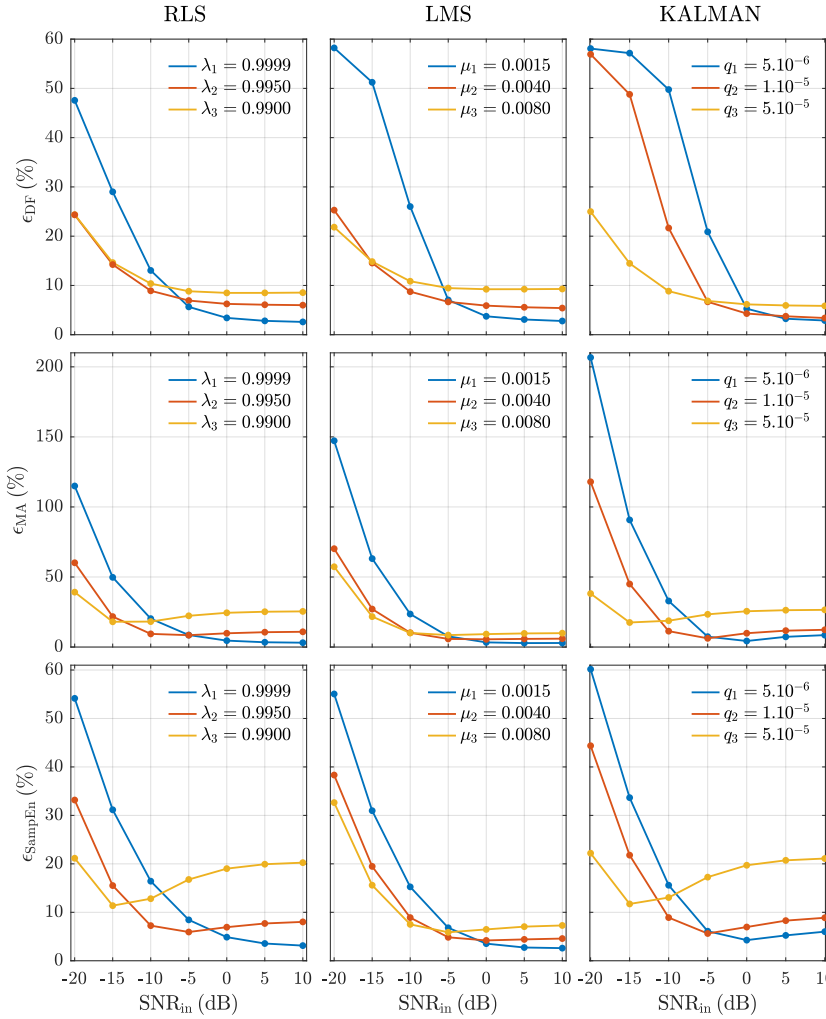 RLS LMS KALMAN
60
50
40
30
20
10
0
ϵDF (%)
λ1 = 0.9999
λ2 = 0.9950
λ3 = 0.9900
μ1 = 0.0015
μ2 = 0.0040
μ3 = 0.0080
q1 = 5.10−6
q2 = 1.10−5
q3 = 5.10−5
200
150
100
50
0
ϵMA (%)
λ1 = 0.9999
λ2 = 0.9950
λ3 = 0.9900
μ1 = 0.0015
μ2 = 0.0040
μ3 = 0.0080
q1 = 5.10−6
q2 = 1.10−5
q3 = 5.10−5
60
50
40
30
20
10
0
ϵSampEn (%)
λ1 = 0.9999
λ2 = 0.9950
λ3 = 0.9900
μ1 = 0.0015
μ2 = 0.0040
μ3 = 0.0080
q1 = 5.10−6
q2 = 1.10−5
q3 = 5.10−5
-20 -15 -10 -5 0 5 10 -20 -15 -10 -5 0 5 10 -20 -15 -10 -5 0 5 10
SNRin (dB) SNRin (dB) SNRin (dB)